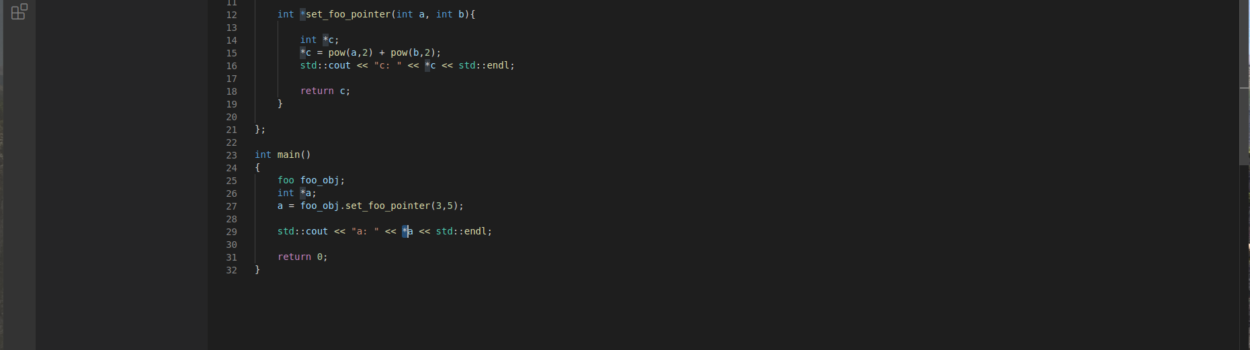 11
12 int *set_foo_pointer(int a, int b){
13
14 int *c;
15 *c = pow(a,2) + pow(b,2);
16 std::cout << "c: " << *c << std::endl;
17
18 return c;
19 }
20
21 };
22
23 int main()
24 {
25 foo foo_obj;
26 int *a;
27 a = foo_obj.set_foo_pointer(3,5);
28
29 std::cout << "a: " << *a << std::endl;
30
31 return 0;
32 }